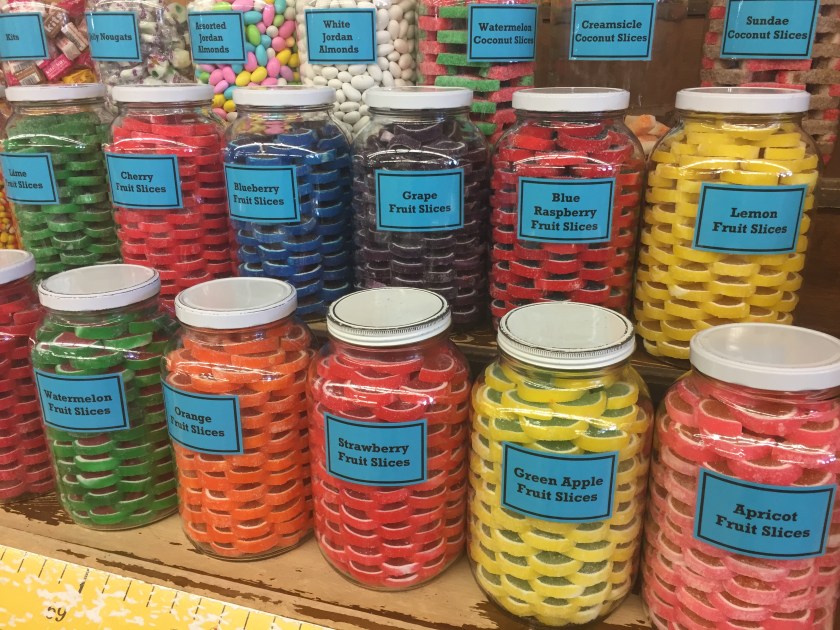 Assorted
Jordan
Almonds
White
Jordan
Almonds
Watermelon
Coconut Slices
Creamsicle
Coconut Slices
Sundae
Coconut Slices
Lime
Fruit Slices
Cherry
Fruit Slices
Blueberry
Fruit Slices
Grape
Fruit Slices
Blue
Raspberry
Fruit Slices
Lemon
Fruit Slices
Watermelon
Fruit Slices
Orange
Fruit Slices
Strawberry
Fruit Slices
Green Apple
Fruit Slices
Apricot
Fruit Slices